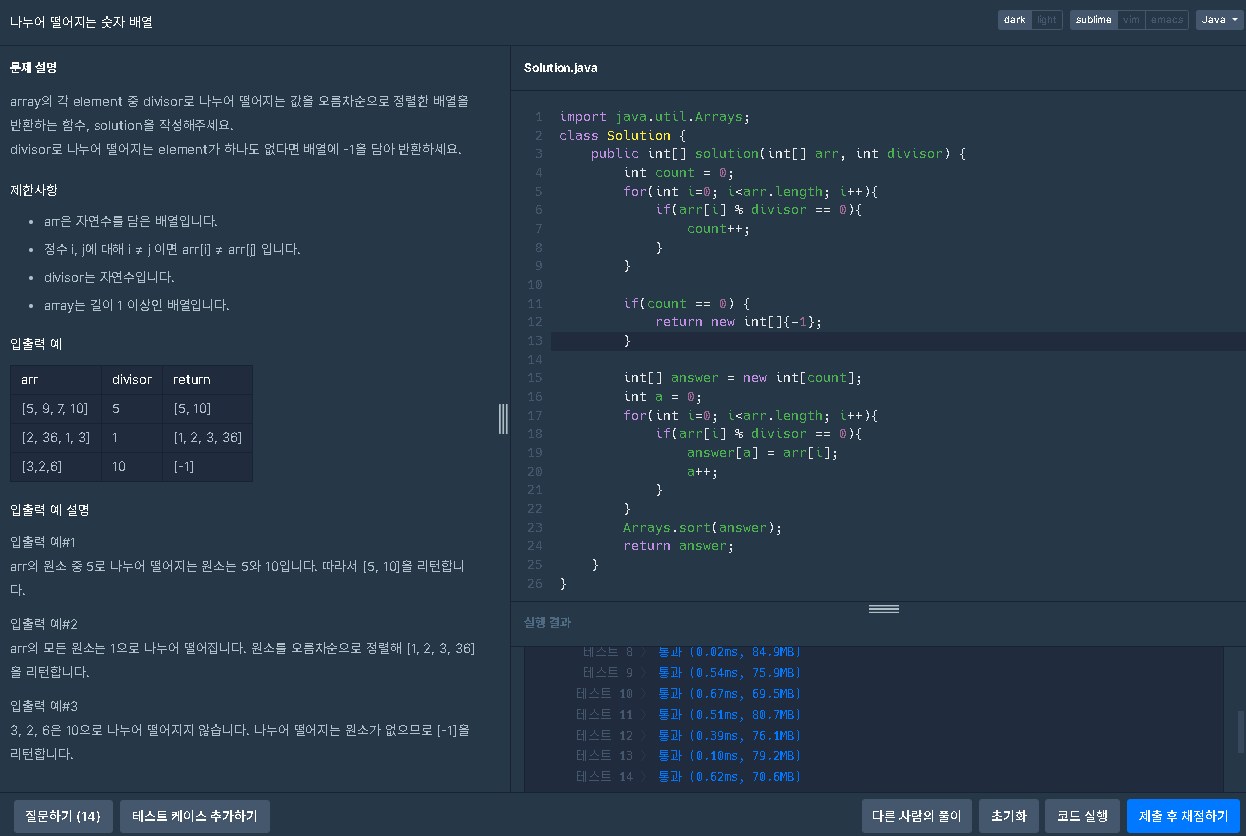 나누어 떨어지는 숫자 배열
dark light sublime vim emacs Java
문제 설명
array의 각 element 중 divisor로 나누어 떨어지는 값을 오름차순으로 정렬한 배열을
반환하는 함수, solution을 작성해주세요.
divisor로 나누어 떨어지는 element가 하나도 없다면 배열에 -1을 담아 반환하세요.
제한사항
• arr은 자연수를 담은 배열입니다.
• 정수 i, j에 대해 i ≠ j 이면 arr[i] ≠ arr[j] 입니다.
• divisor는 자연수입니다.
• array는 길이 1 이상인 배열입니다.
입출력 예
arr divisor return
[5, 9, 7, 10] 5 [5, 10]
[2, 36, 1, 3] 1 [1, 2, 3, 36]
[3,2,6] 10 [-1]
입출력 예 설명
입출력 예#1
arr의 원소 중 5로 나누어 떨어지는 원소는 5와 10입니다. 따라서 [5, 10]을 리턴합니
다.
입출력 예#2
arr의 모든 원소는 1으로 나누어 떨어집니다. 원소를 오름차순으로 정렬해 [1, 2, 3, 36]
을 리턴합니다.
입출력 예#3
3, 2, 6은 10으로 나누어 떨어지지 않습니다. 나누어 떨어지는 원소가 없으므로 [-1]을
리턴합니다.
Solution.java
1 import java.util.Arrays;
2 class Solution {
3 public int[] solution(int[] arr, int divisor) {
4 int count = 0;
5 for(int i=0; i<arr.length; i++){
6 if(arr[i] % divisor == 0){
7 count++;
8 }
9 }
10
11 if(count == 0) {
12 return new int[]{-1};
13 }
14
15 int[] answer = new int[count];
16 int a = 0;
17 for(int i=0; i<arr.length; i++){
18 if(arr[i] % divisor == 0){
19 answer[a] = arr[i];
20 a++;
21 }
22 }
23 Arrays.sort(answer);
24 return answer;
25 }
26 }
실행 결과
테스트 8 〉 통과 (0.02ms, 84.9MB)
테스트 9 〉 통과 (0.54ms, 75.9MB)
테스트 10 〉 통과 (0.67ms, 69.5MB)
테스트 11 〉 통과 (0.51ms, 80.7MB)
테스트 12 〉 통과 (0.39ms, 76.1MB)
테스트 13 〉 통과 (0.10ms, 79.2MB)
테스트 14 〉 통과 (0.62ms, 70.6MB)
질문하기 (14) 테스트 케이스 추가하기 다른 사람의 풀이 초기화 코드 실행 제출 후 채점하기